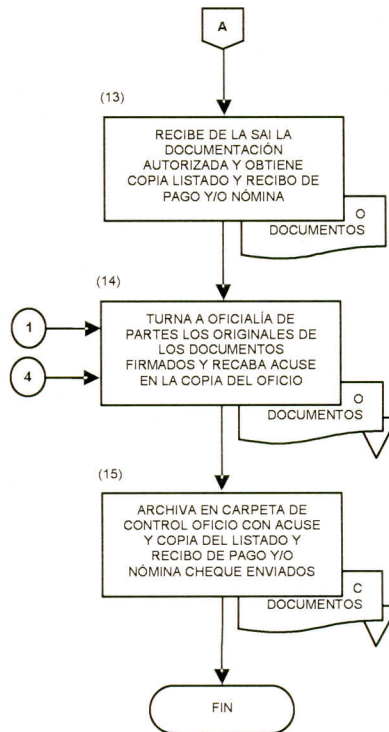 A
(13)
RECIBE DE LA SAI LA
DOCUMENTACIÓN
AUTORIZADA Y OBTIENE
COPIA LISTADO Y RECIBO DE
PAGO Y/O NÓMINA
O
DOCUMENTOS
(14)
1
4
TURNA A OFICIALÍA DE
PARTES LOS ORIGINALES DE
LOS DOCUMENTOS
FIRMADOS Y RECABA ACUSE
EN LA COPIA DEL OFICIO
O
DOCUMENTOS
(15)
ARCHIVA EN CARPETA DE
CONTROL OFICIO CON ACUSE
Y COPIA DEL LISTADO Y
RECIBO DE PAGO Y/O
NÓMINA CHEQUE ENVIADOS
C
DOCUMENTOS
FIN